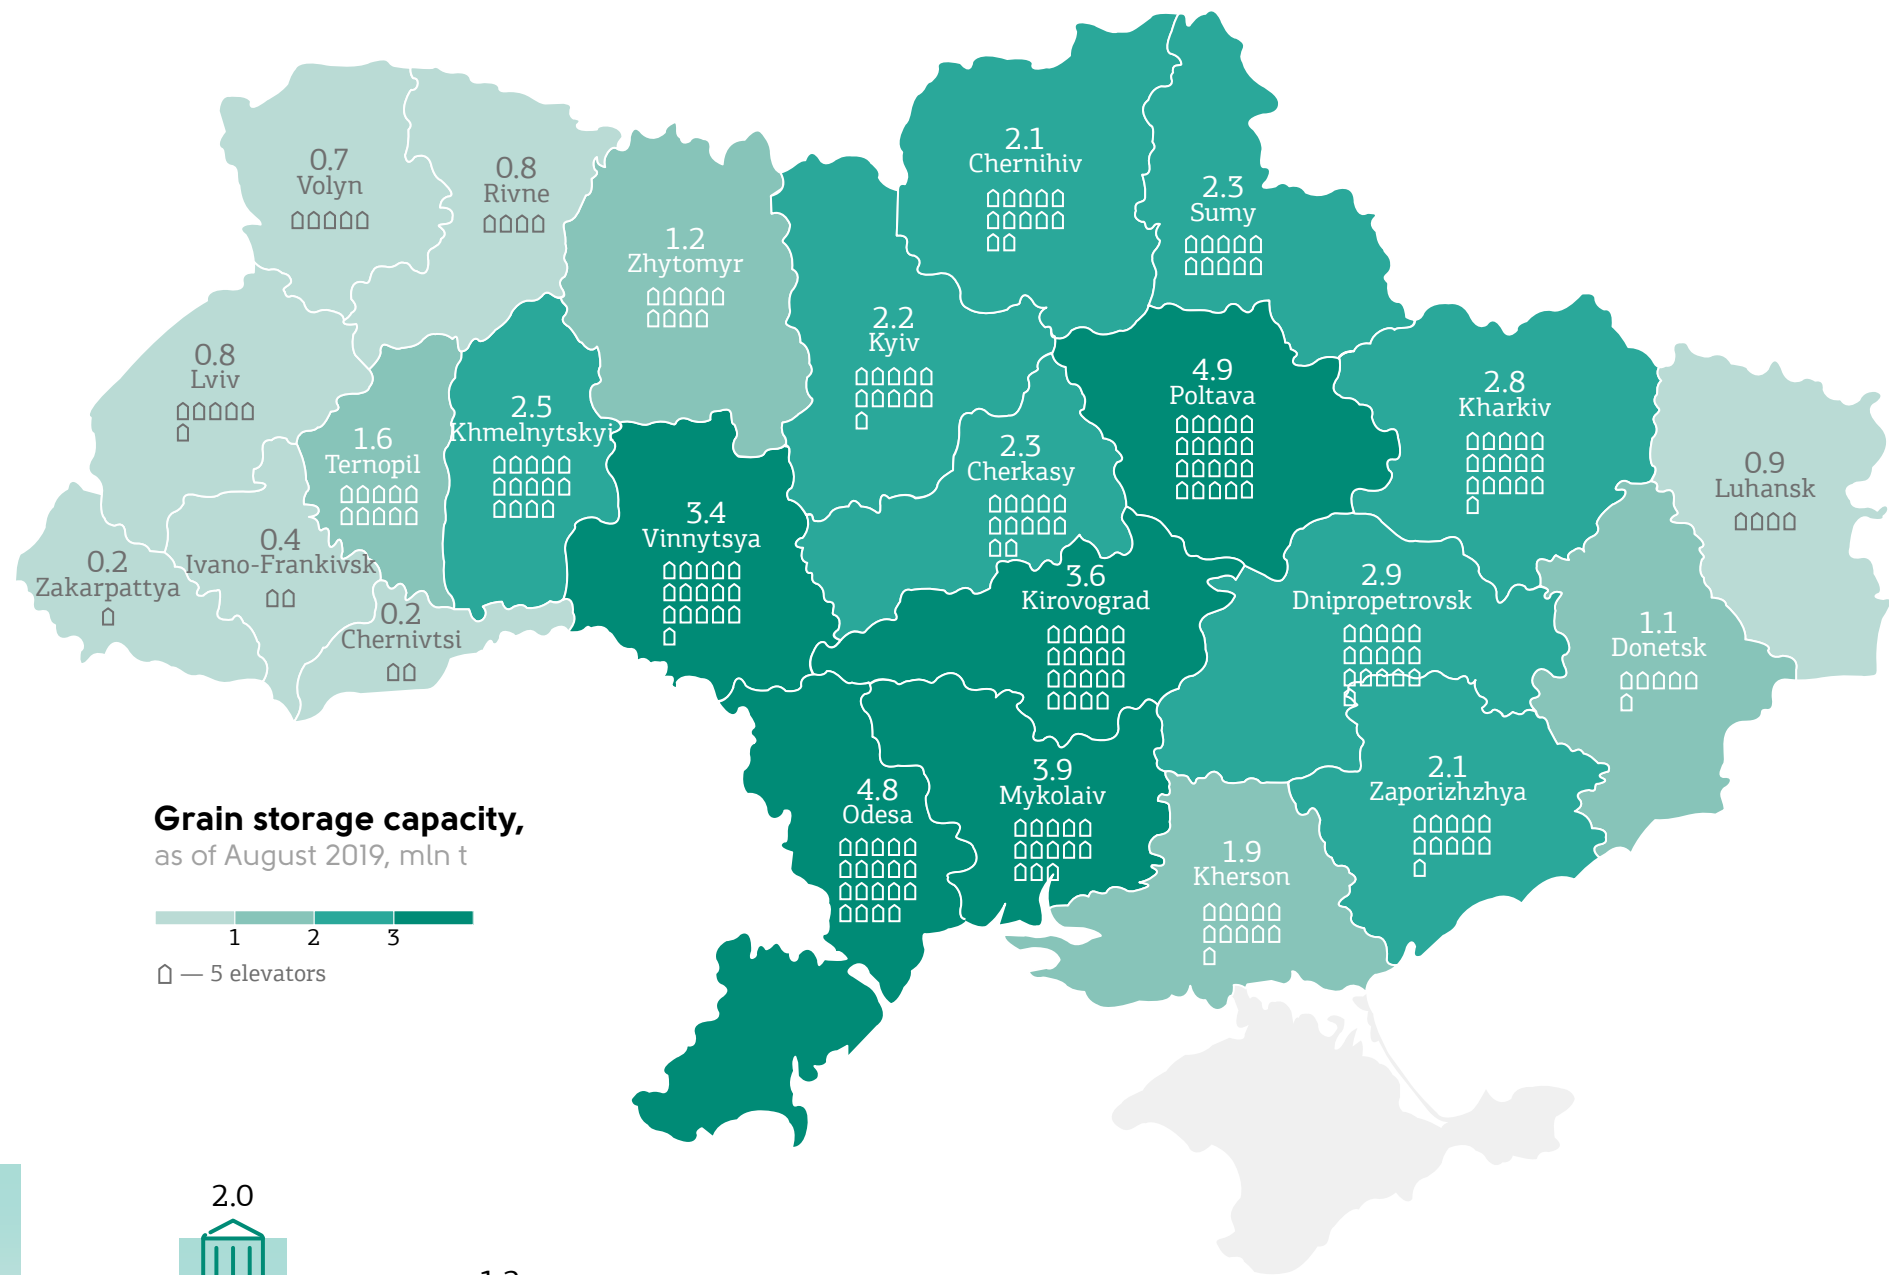 2.1
Chernihiv
0.7
Volyn
0.8
Rivne
2.3
Sumy
1.2
Zhytomyr
2.2
Kyiv
0.8
Lviv
4.9
Poltava
2.8
Kharkiv
2.5
Khmelnytskyi
1.6
Ternopil
2.3
Cherkasy
0.9
Luhansk
3.4
Vinnytsya
0.4
Ivano-Frankivsk
0.2
Zakarpattya
3.6
Kirovograd
2.9
Dnipropetrovsk
0.2
Chernivtsi
1.1
Donetsk
3.9
Mykolaiv
2.1
Zaporizhzhya
4.8
Odesa
1.9
Kherson
Grain storage capacity,
as of August 2019, mln t
1 2 3
— 5 elevators
2.0